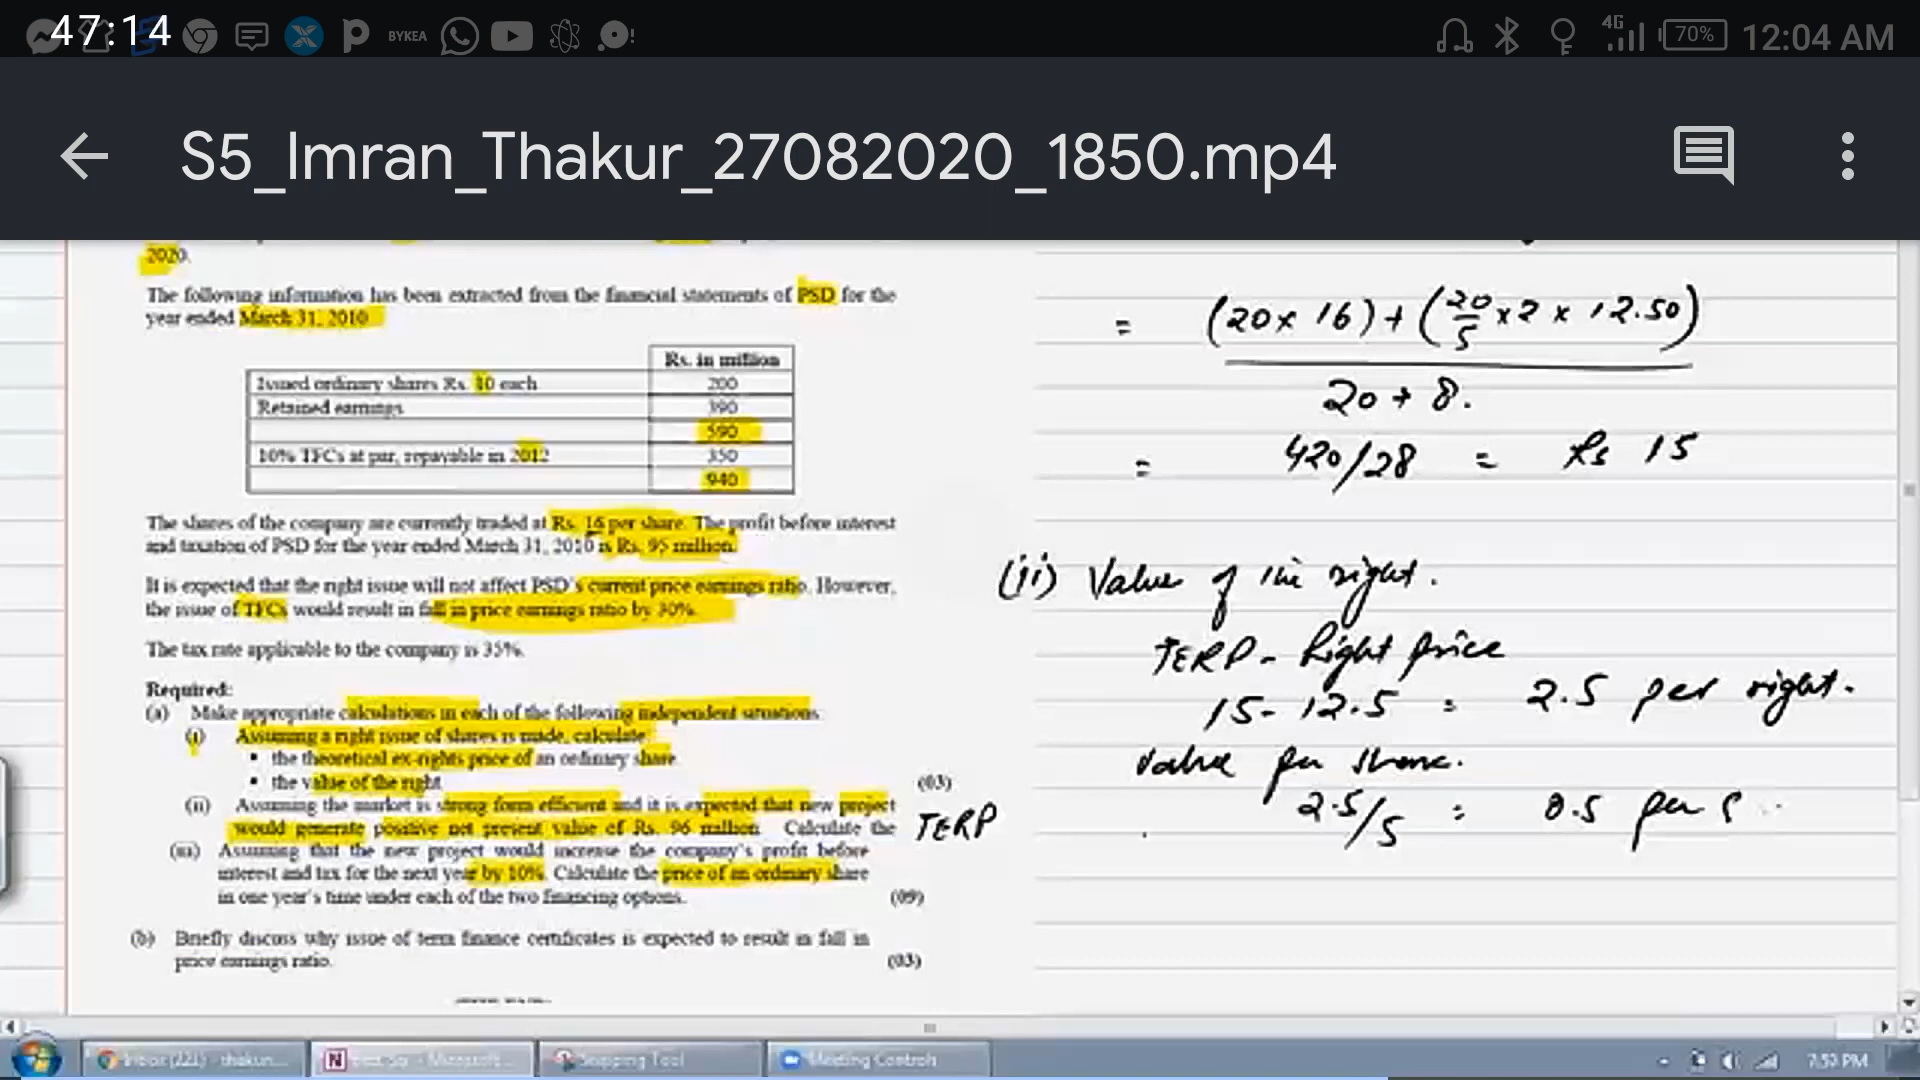 47:14
BYKEA
4G
70%
12:04 AM
S5_Imran_Thakur_27082020_1850.mp4
2020.
The following information has been extracted from the financial statements of PSD for the
year ended March 31, 2010
Rs. in million
Issued ordinary shares Rs. 10 each 200
Retained earnings 390
590
10% TFCs at par, repayable in 2012 350
940
The shares of the company are currently traded at Rs. 16 per share. The profit before interest
and taxation of PSD for the year ended March 31, 2010 is Rs. 95 million.
It is expected that the right issue will not affect PSD's current price earnings ratio. However,
the issue of TFCs would result in fall in price earnings ratio by 30%.
The tax rate applicable to the company is 35%.
Required:
(a) Make appropriate calculations in each of the following independent situations:
(i) Assuming a right issue of shares is made, calculate
• the theoretical ex-rights price of an ordinary share
• the value of the right (03)
(ii) Assuming the market is strong form efficient and it is expected that new project
would generate positive net present value of Rs. 96 million. Calculate the TERP
(iii) Assuming that the new project would increase the company's profit before
interest and tax for the next year by 10%. Calculate the price of an ordinary share
in one year's time under each of the two financing options. (09)
(b) Briefly discuss why issue of term finance certificates is expected to result in fall in
price earnings ratio. (03)
= (20 x 16) + (20/5 x 2 x 12.50)
20 + 8.
= 420/28 = Rs 15
(ii) Value of the right.
TERP - Right price
15 - 12.5 = 2.5 per right.
Value per share.
2.5/5 = 0.5 per S
Inbox (221) - thakur...
Snipping Tool
Meeting Controls
7:53 PM